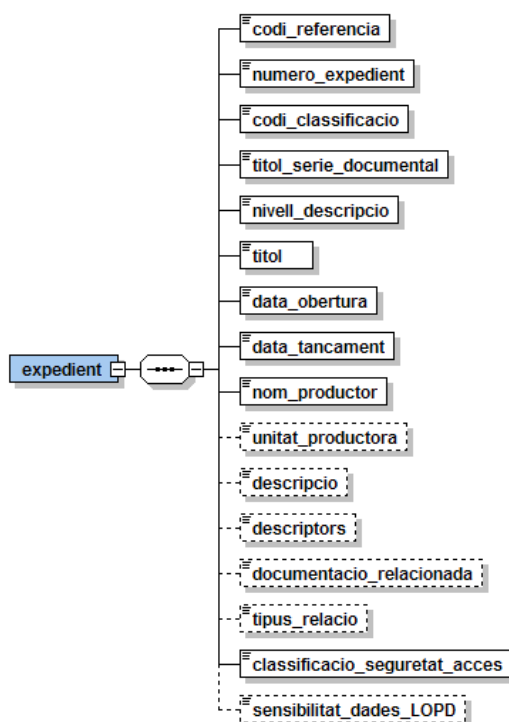 codi_referencia
numero_expedient
codi_classificacio
titol_serie_documental
nivell_descripcio
titol
data_obertura
data_tancament
expedient
nom_productor
unitat_productora
descripcio
descriptors
documentacio_relacionada
tipus_relacio
classificacio_seguretat_acces
sensibilitat_dades_LOPD